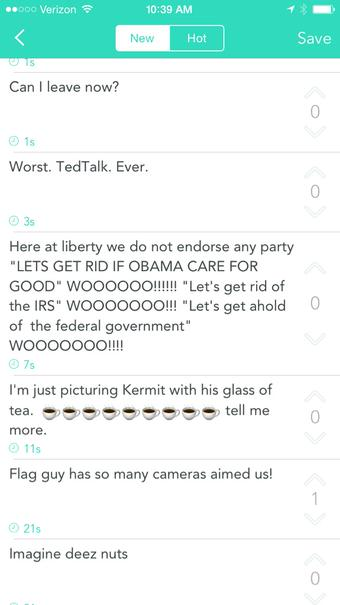 Verizon 10:39 AM
New Hot Save
1s
Can I leave now?
0
1s
Worst. TedTalk. Ever.
0
3s
Here at liberty we do not endorse any party
"LETS GET RID IF OBAMA CARE FOR
GOOD" WOOOOOO!!!!!! "Let's get rid of
the IRS" WOOOOOOO!!! "Let's get ahold
of the federal government"
WOOOOOOO!!!!
0
7s
I'm just picturing Kermit with his glass of
tea. ☕☕☕☕☕☕☕☕☕ tell me
more.
0
11s
Flag guy has so many cameras aimed us!
1
21s
Imagine deez nuts
0